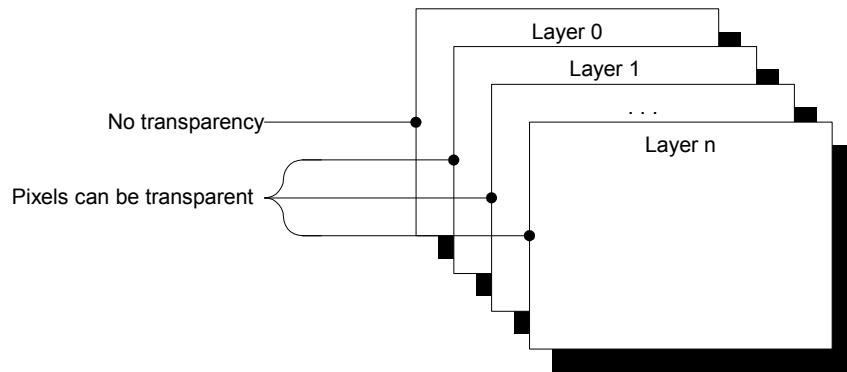 Layer 0
Layer 1
No transparency
. . .
Layer n
Pixels can be transparent